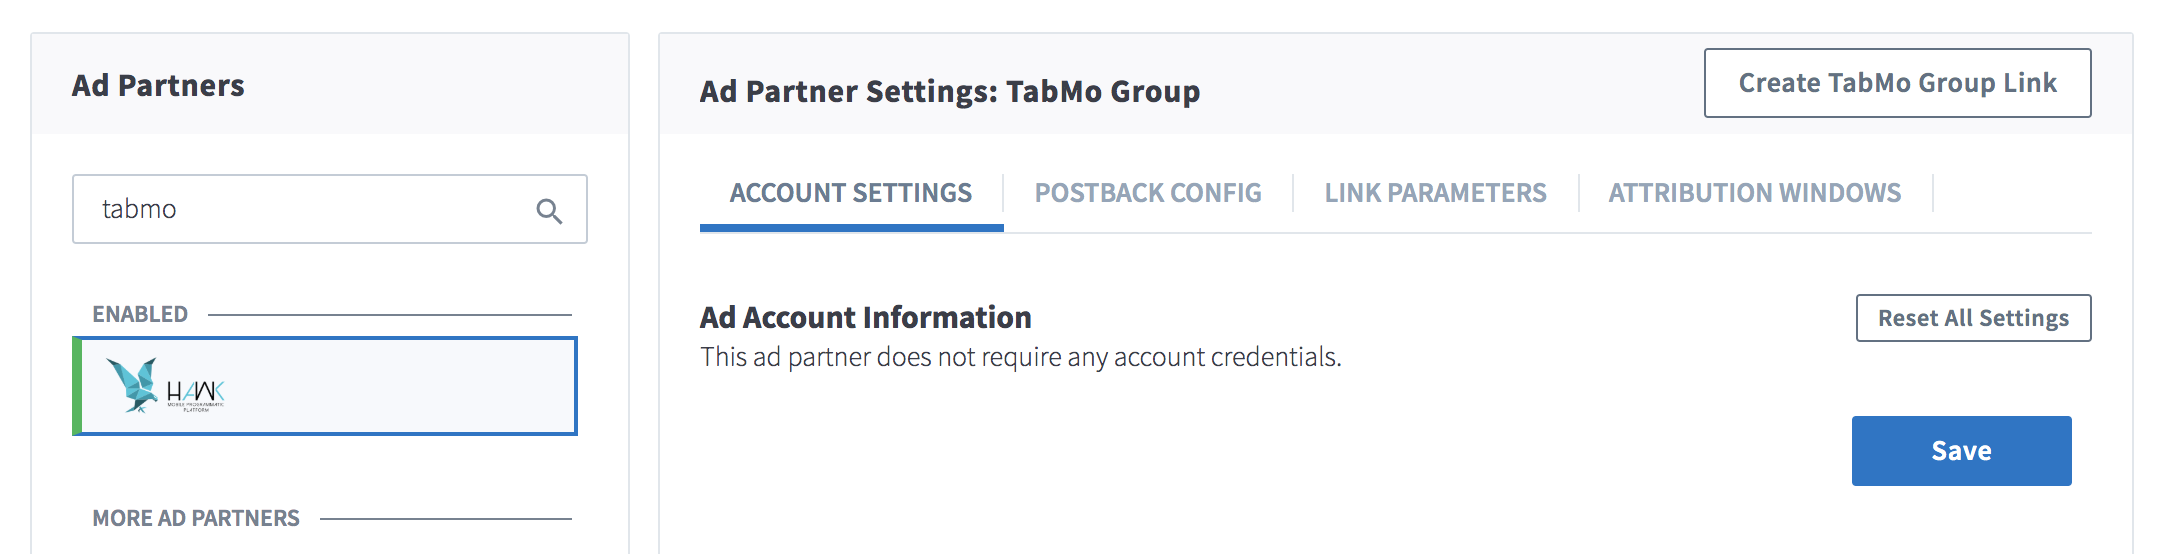 Ad Partners
tabmo
ENABLED
HAWK
MOBILE PROGRAMMATIC
PLATFORM
MORE AD PARTNERS
Ad Partner Settings: TabMo Group
Create TabMo Group Link
ACCOUNT SETTINGS
POSTBACK CONFIG
LINK PARAMETERS
ATTRIBUTION WINDOWS
Ad Account Information
Reset All Settings
This ad partner does not require any account credentials.
Save